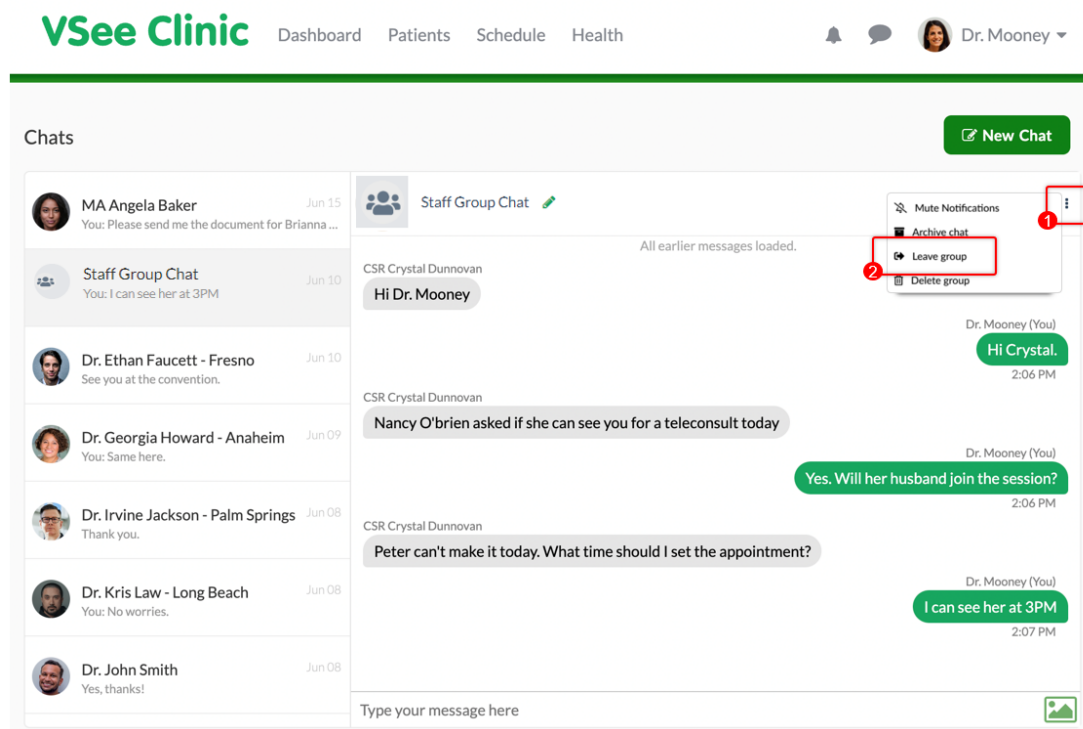 VSee Clinic Dashboard Patients Schedule Health Dr. Mooney
Chats
New Chat
MA Angela Baker Jun 15
You: Please send me the document for Brianna ...
Staff Group Chat Jun 10
You: I can see her at 3PM
Dr. Ethan Faucett - Fresno Jun 10
See you at the convention.
Dr. Georgia Howard - Anaheim Jun 09
You: Same here.
Dr. Irvine Jackson - Palm Springs Jun 08
Thank you.
Dr. Kris Law - Long Beach Jun 08
You: No worries.
Dr. John Smith Jun 08
Yes, thanks!
Staff Group Chat
1
Mute Notifications
Archive chat
2
Leave group
Delete group
All earlier messages loaded.
CSR Crystal Dunnovan
Hi Dr. Mooney
Dr. Mooney (You)
Hi Crystal.
2:06 PM
CSR Crystal Dunnovan
Nancy O'brien asked if she can see you for a teleconsult today
Dr. Mooney (You)
Yes. Will her husband join the session?
2:06 PM
CSR Crystal Dunnovan
Peter can't make it today. What time should I set the appointment?
Dr. Mooney (You)
I can see her at 3PM
2:07 PM
Type your message here